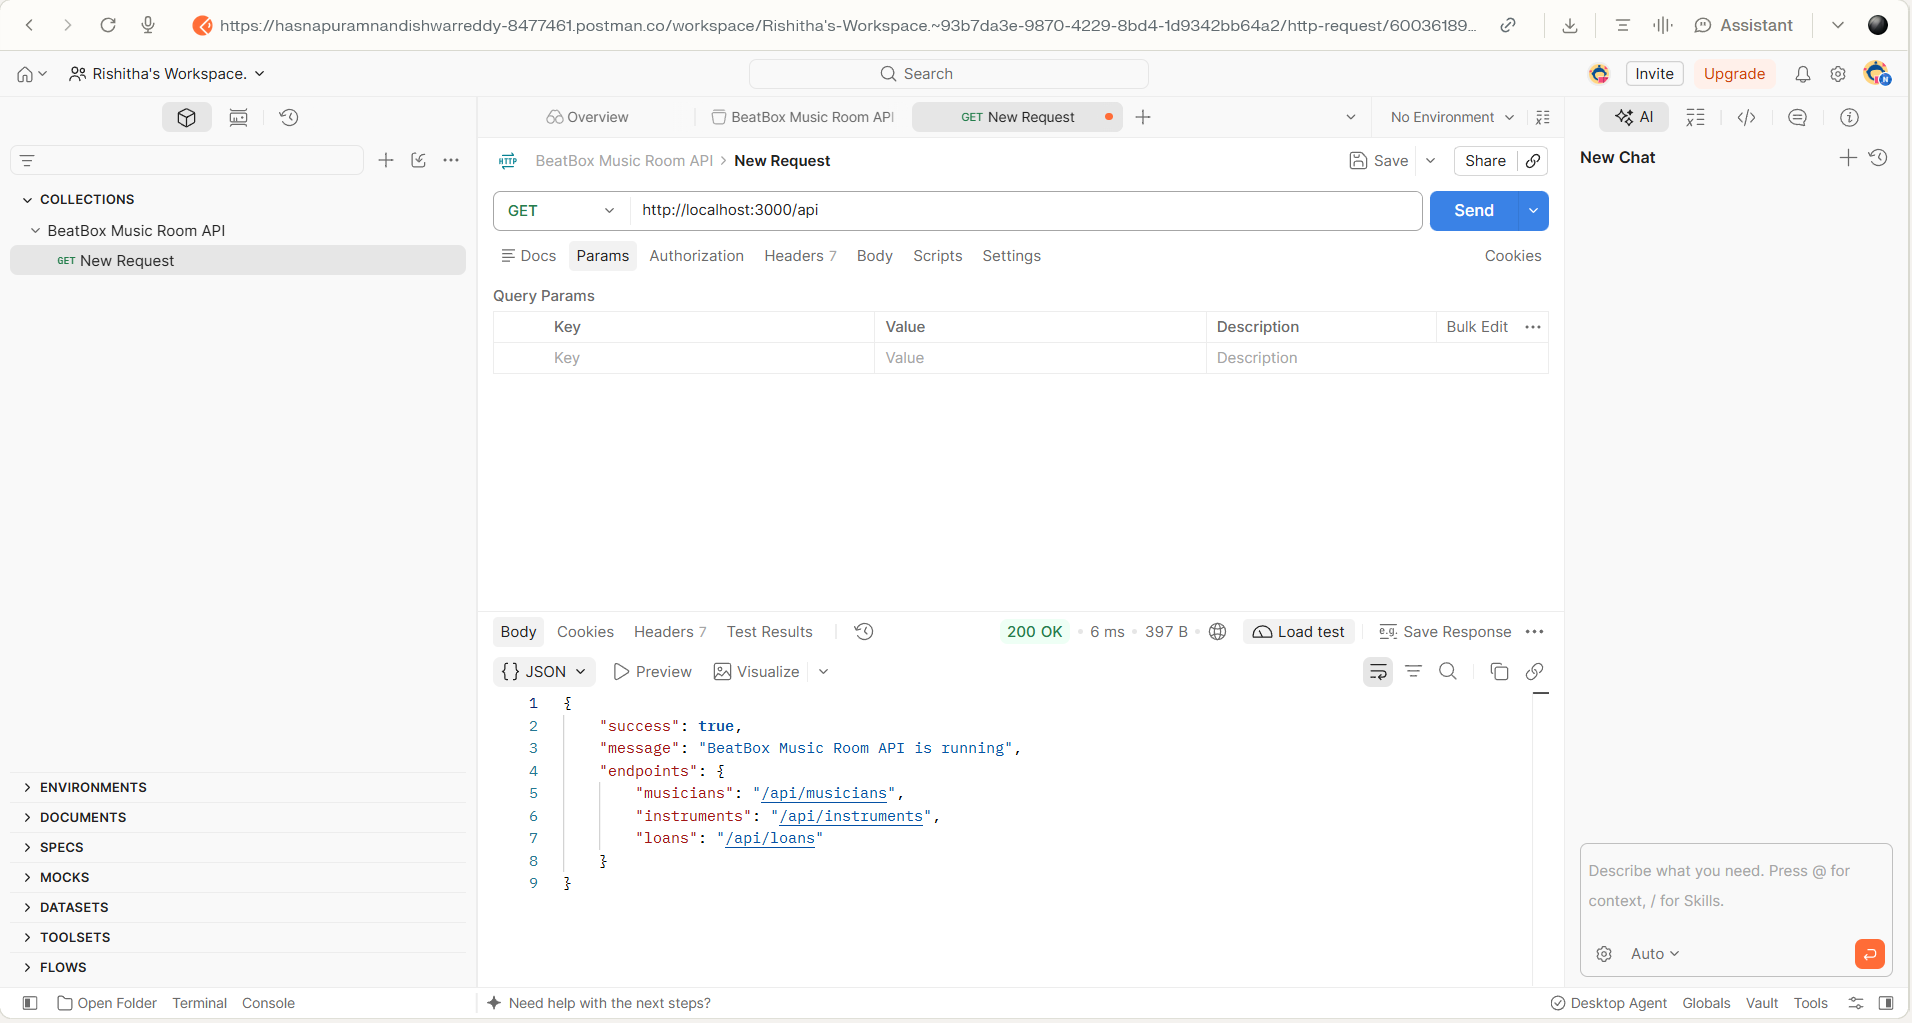 https://hasnapuramnandishwarreddy-8477461.postman.co/workspace/Rishitha's-Workspace.~93b7da3e-9870-4229-8bd4-1d9342bb64a2/http-request/60036189...
Assistant
Rishitha's Workspace.
Search
Invite
Upgrade
N
Overview
BeatBox Music Room API
GET New Request
No Environment
AI
HTTP
BeatBox Music Room API > New Request
Save
Share
New Chat
COLLECTIONS
BeatBox Music Room API
GET New Request
GET
http://localhost:3000/api
Send
Docs
Params
Authorization
Headers 7
Body
Scripts
Settings
Cookies
Query Params
Key Value Description Bulk Edit
Key Value Description
Body
Cookies
Headers 7
Test Results
200 OK
6 ms
397 B
Load test
e.g. Save Response
{} JSON
Preview
Visualize
1 {
2 "success": true,
3 "message": "BeatBox Music Room API is running",
4 "endpoints": {
5 "musicians": "/api/musicians",
6 "instruments": "/api/instruments",
7 "loans": "/api/loans"
8 }
9 }
ENVIRONMENTS
DOCUMENTS
SPECS
MOCKS
DATASETS
TOOLSETS
FLOWS
Describe what you need. Press @ for
context, / for Skills.
Auto
Open Folder
Terminal
Console
Need help with the next steps?
Desktop Agent
Globals
Vault
Tools